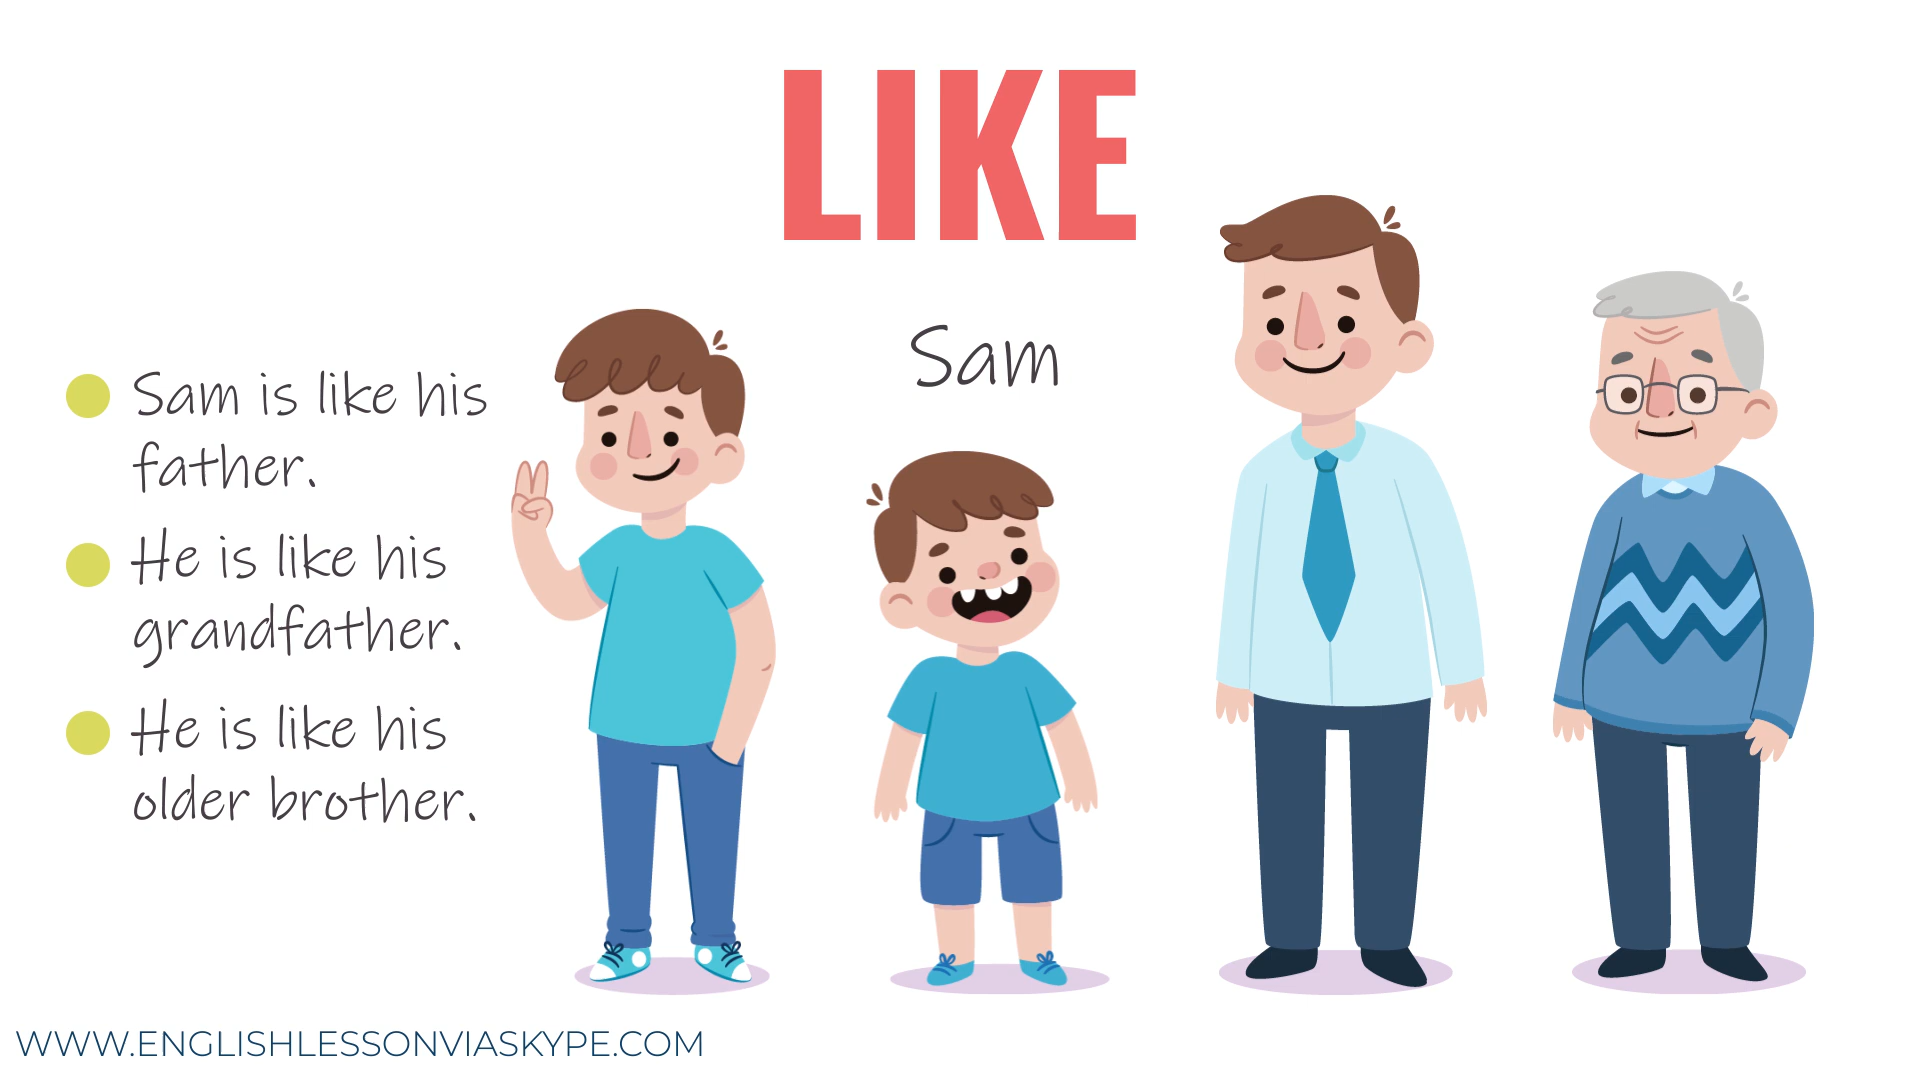 LIKE
Sam
Sam is like his
father.
He is like his
grandfather.
He is like his
older brother.
WWW.ENGLISHLESSONVIASKYPE.COM